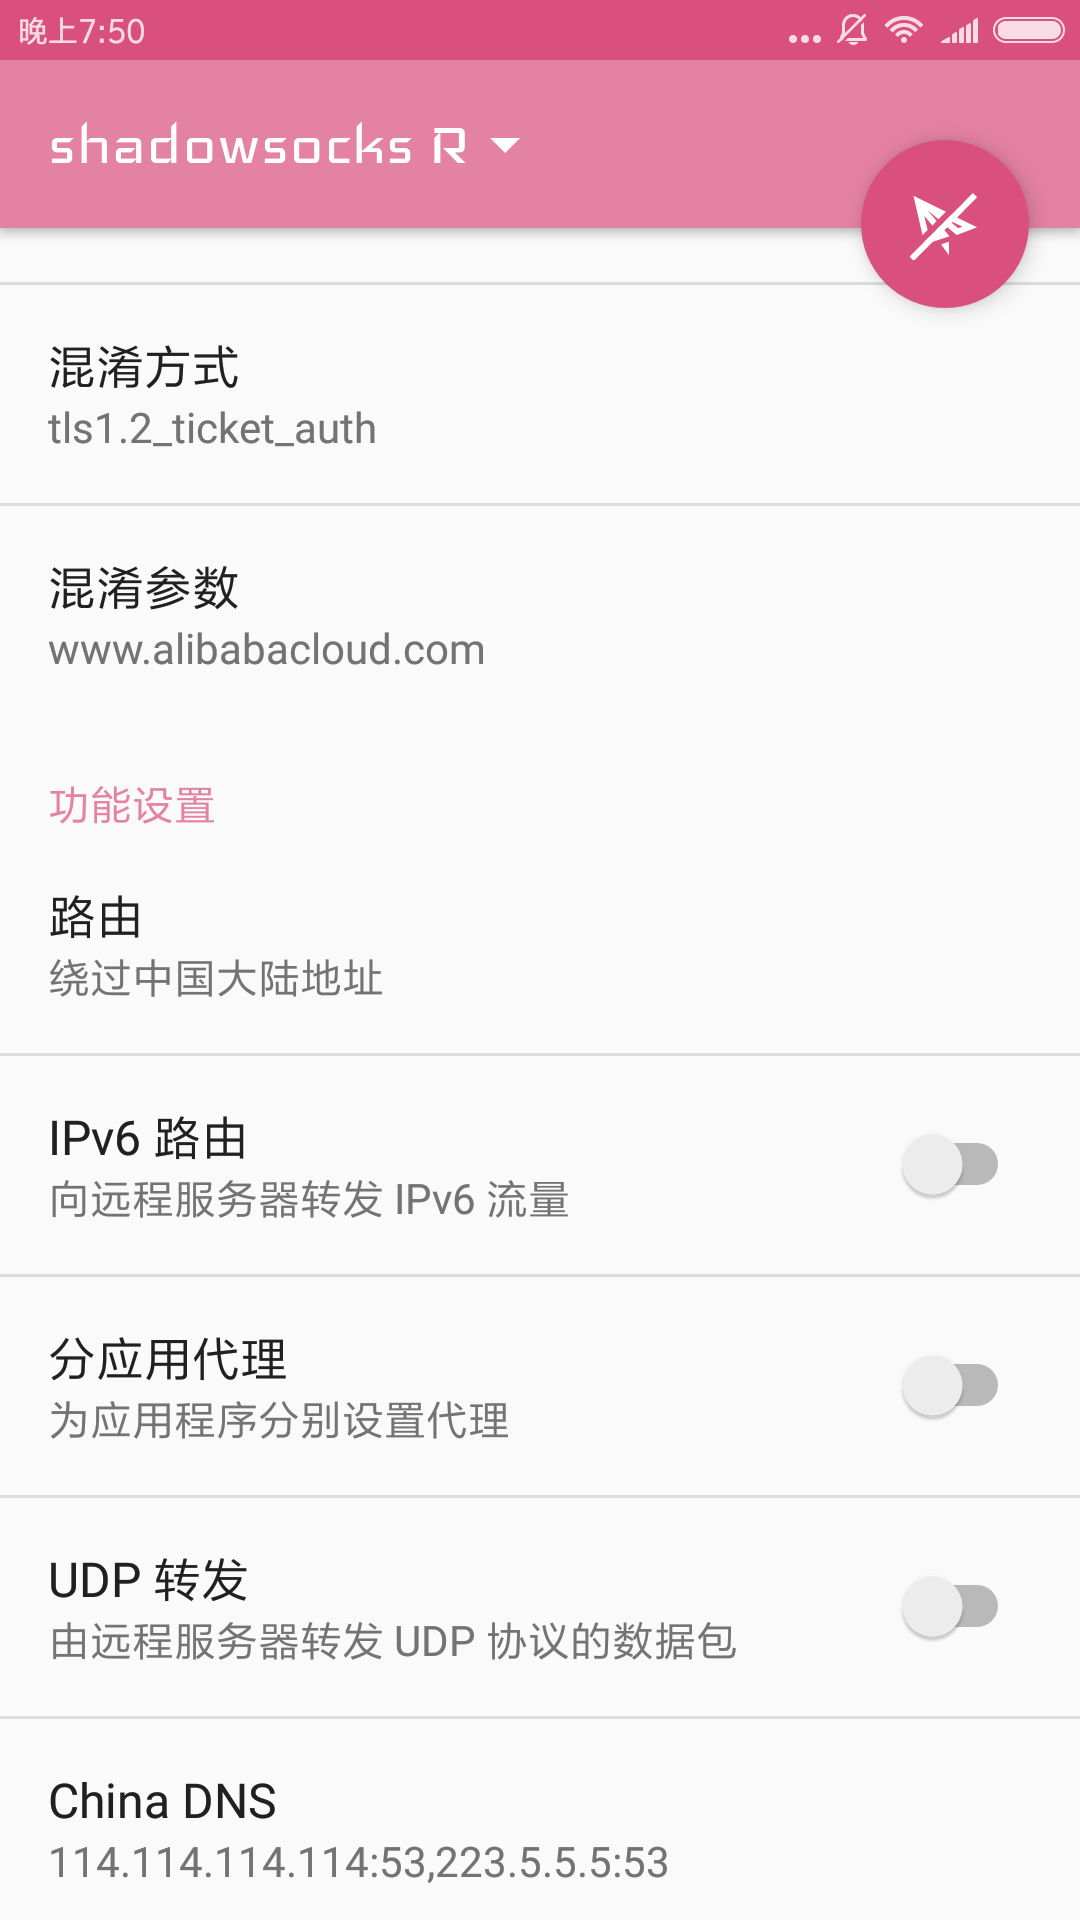 晚上7:50
shadowsocks R
混淆方式
tls1.2_ticket_auth
混淆参数
www.alibabacloud.com
功能设置
路由
绕过中国大陆地址
IPv6 路由
向远程服务器转发 IPv6 流量
分应用代理
为应用程序分别设置代理
UDP 转发
由远程服务器转发 UDP 协议的数据包
China DNS
114.114.114.114:53,223.5.5.5:53